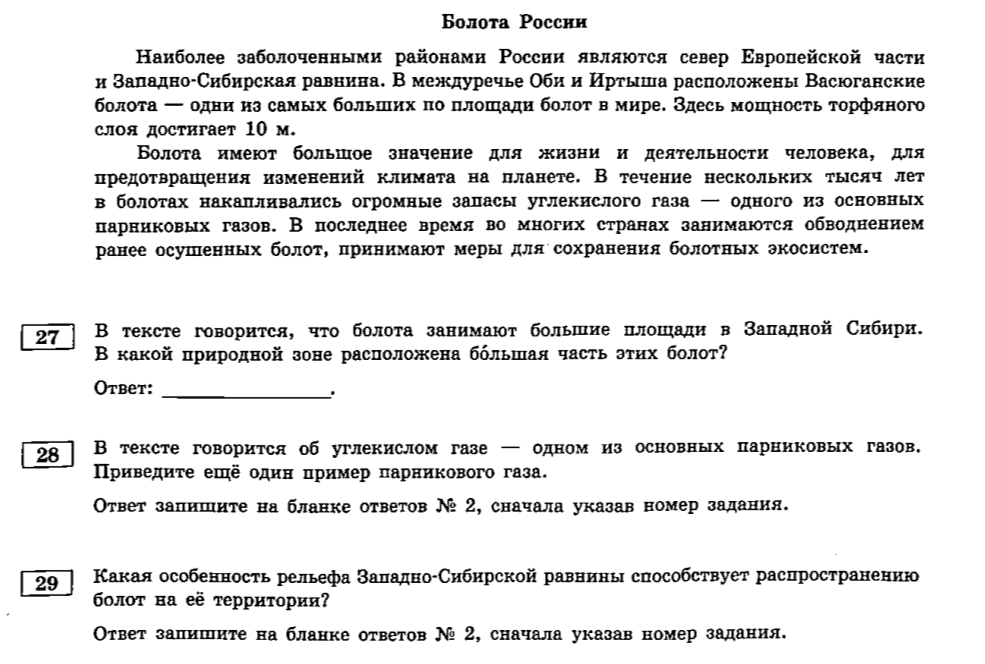 Болота России
Наиболее заболоченными районами России являются север Европейской части
и Западно-Сибирская равнина. В междуречье Оби и Иртыша расположены Васюганские
болота — одни из самых больших по площади болот в мире. Здесь мощность торфяного
слоя достигает 10 м.
Болота имеют большое значение для жизни и деятельности человека, для
предотвращения изменений климата на планете. В течение нескольких тысяч лет
в болотах накапливались огромные запасы углекислого газа — одного из основных
парниковых газов. В последнее время во многих странах занимаются обводнением
ранее осушенных болот, принимают меры для сохранения болотных экосистем.
27 В тексте говорится, что болота занимают большие площади в Западной Сибири.
В какой природной зоне расположена бо́льшая часть этих болот?
Ответ: _______________.
28 В тексте говорится об углекислом газе — одном из основных парниковых газов.
Приведите ещё один пример парникового газа.
Ответ запишите на бланке ответов № 2, сначала указав номер задания.
29 Какая особенность рельефа Западно-Сибирской равнины способствует распространению
болот на её территории?
Ответ запишите на бланке ответов № 2, сначала указав номер задания.